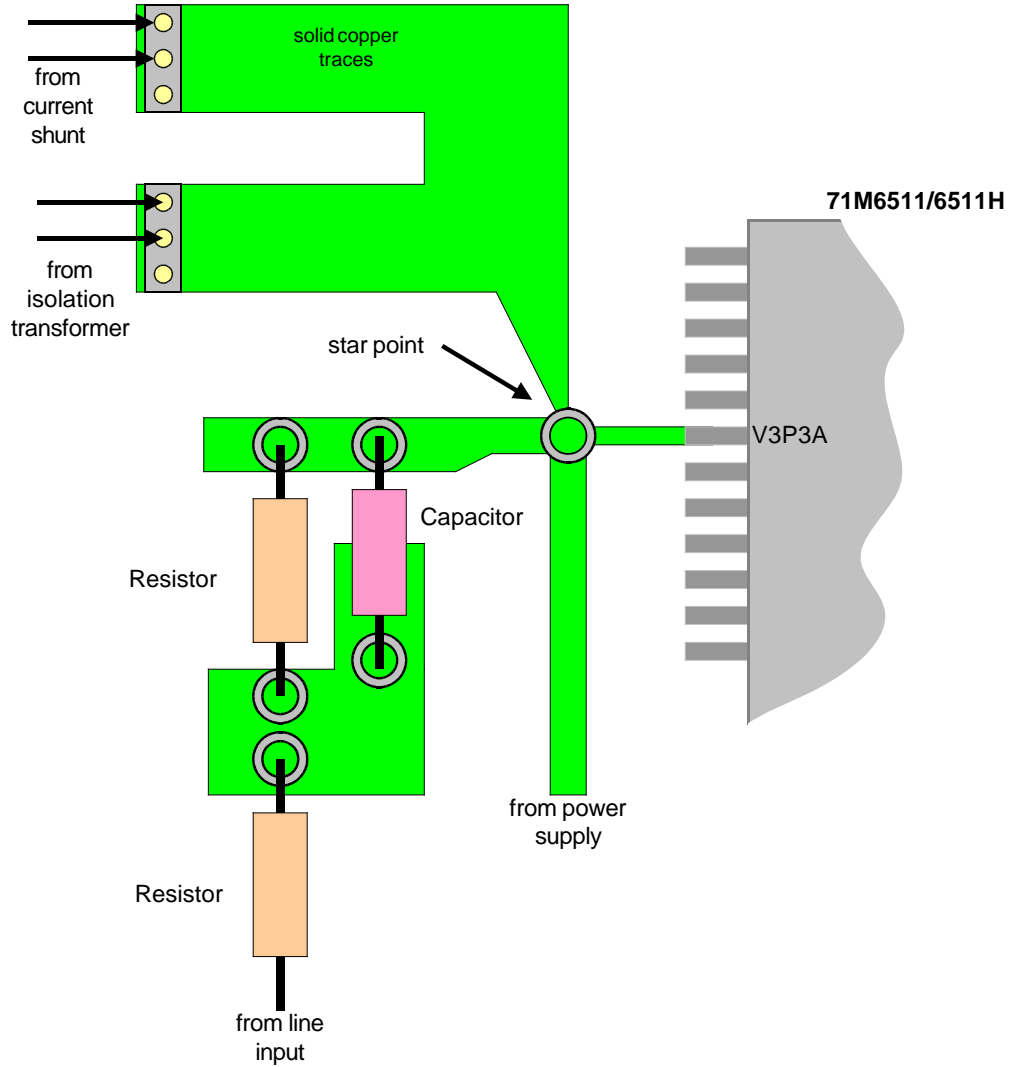 solid copper
traces
from
current
shunt
71M6511/6511H
from
isolation
transformer
star point
V3P3A
Capacitor
Resistor
from power
supply
Resistor
from line
input